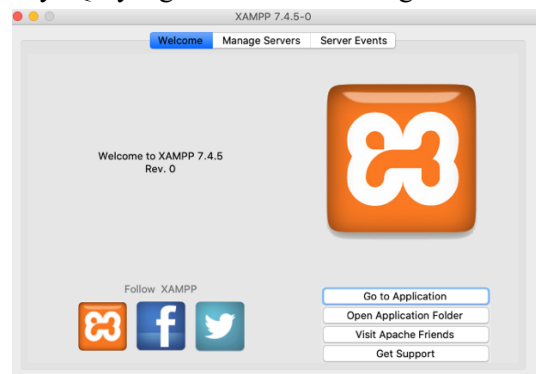 XAMPP 7.4.5-0
Welcome Manage Servers Server Events
Welcome to XAMPP 7.4.5
Rev. 0
Follow XAMPP
Go to Application
Open Application Folder
Visit Apache Friends
Get Support